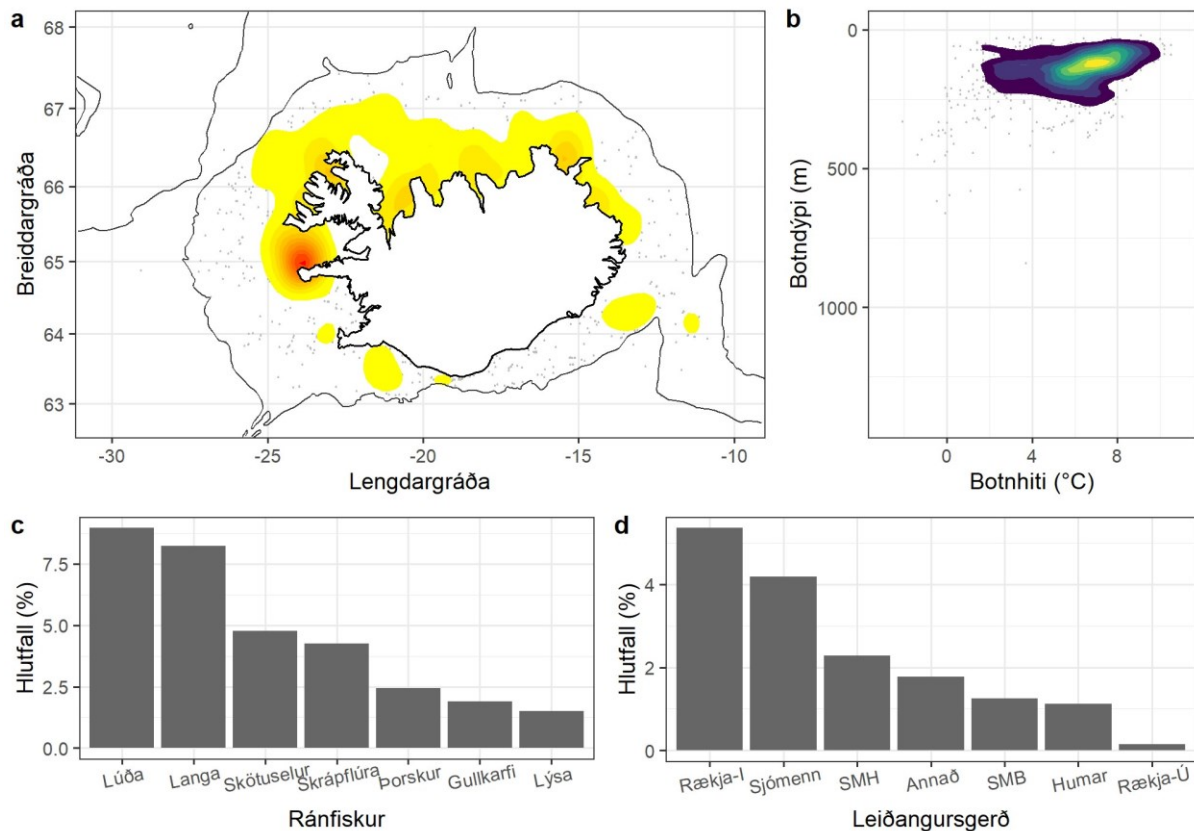 a
68
67
66
65
64
63
Breiddargráða
-30
-25
-20
-15
-10
Lengdargráða
b
0
500
1000
Botndýpi (m)
0
4
8
Botnhiti (°C)
c
7.5
5.0
2.5
0.0
Hlutfall (%)
Lúða Langa Skötuselur Skrápflúra Þorskur Gullkarfi Lýsa
Ránfiskur
d
4
2
0
Hlutfall (%)
Rækja-I Sjómenn SMH Annað SMB Humar Rækja-Ú
Leiðangursgerð